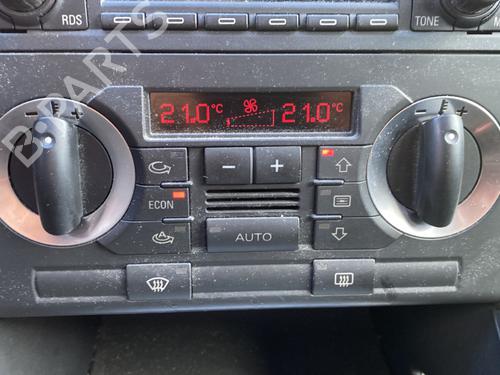 RDS
TONE
21.0°C 21.0°C
- +
- +
- +
ECON
AUTO
B-PARTS